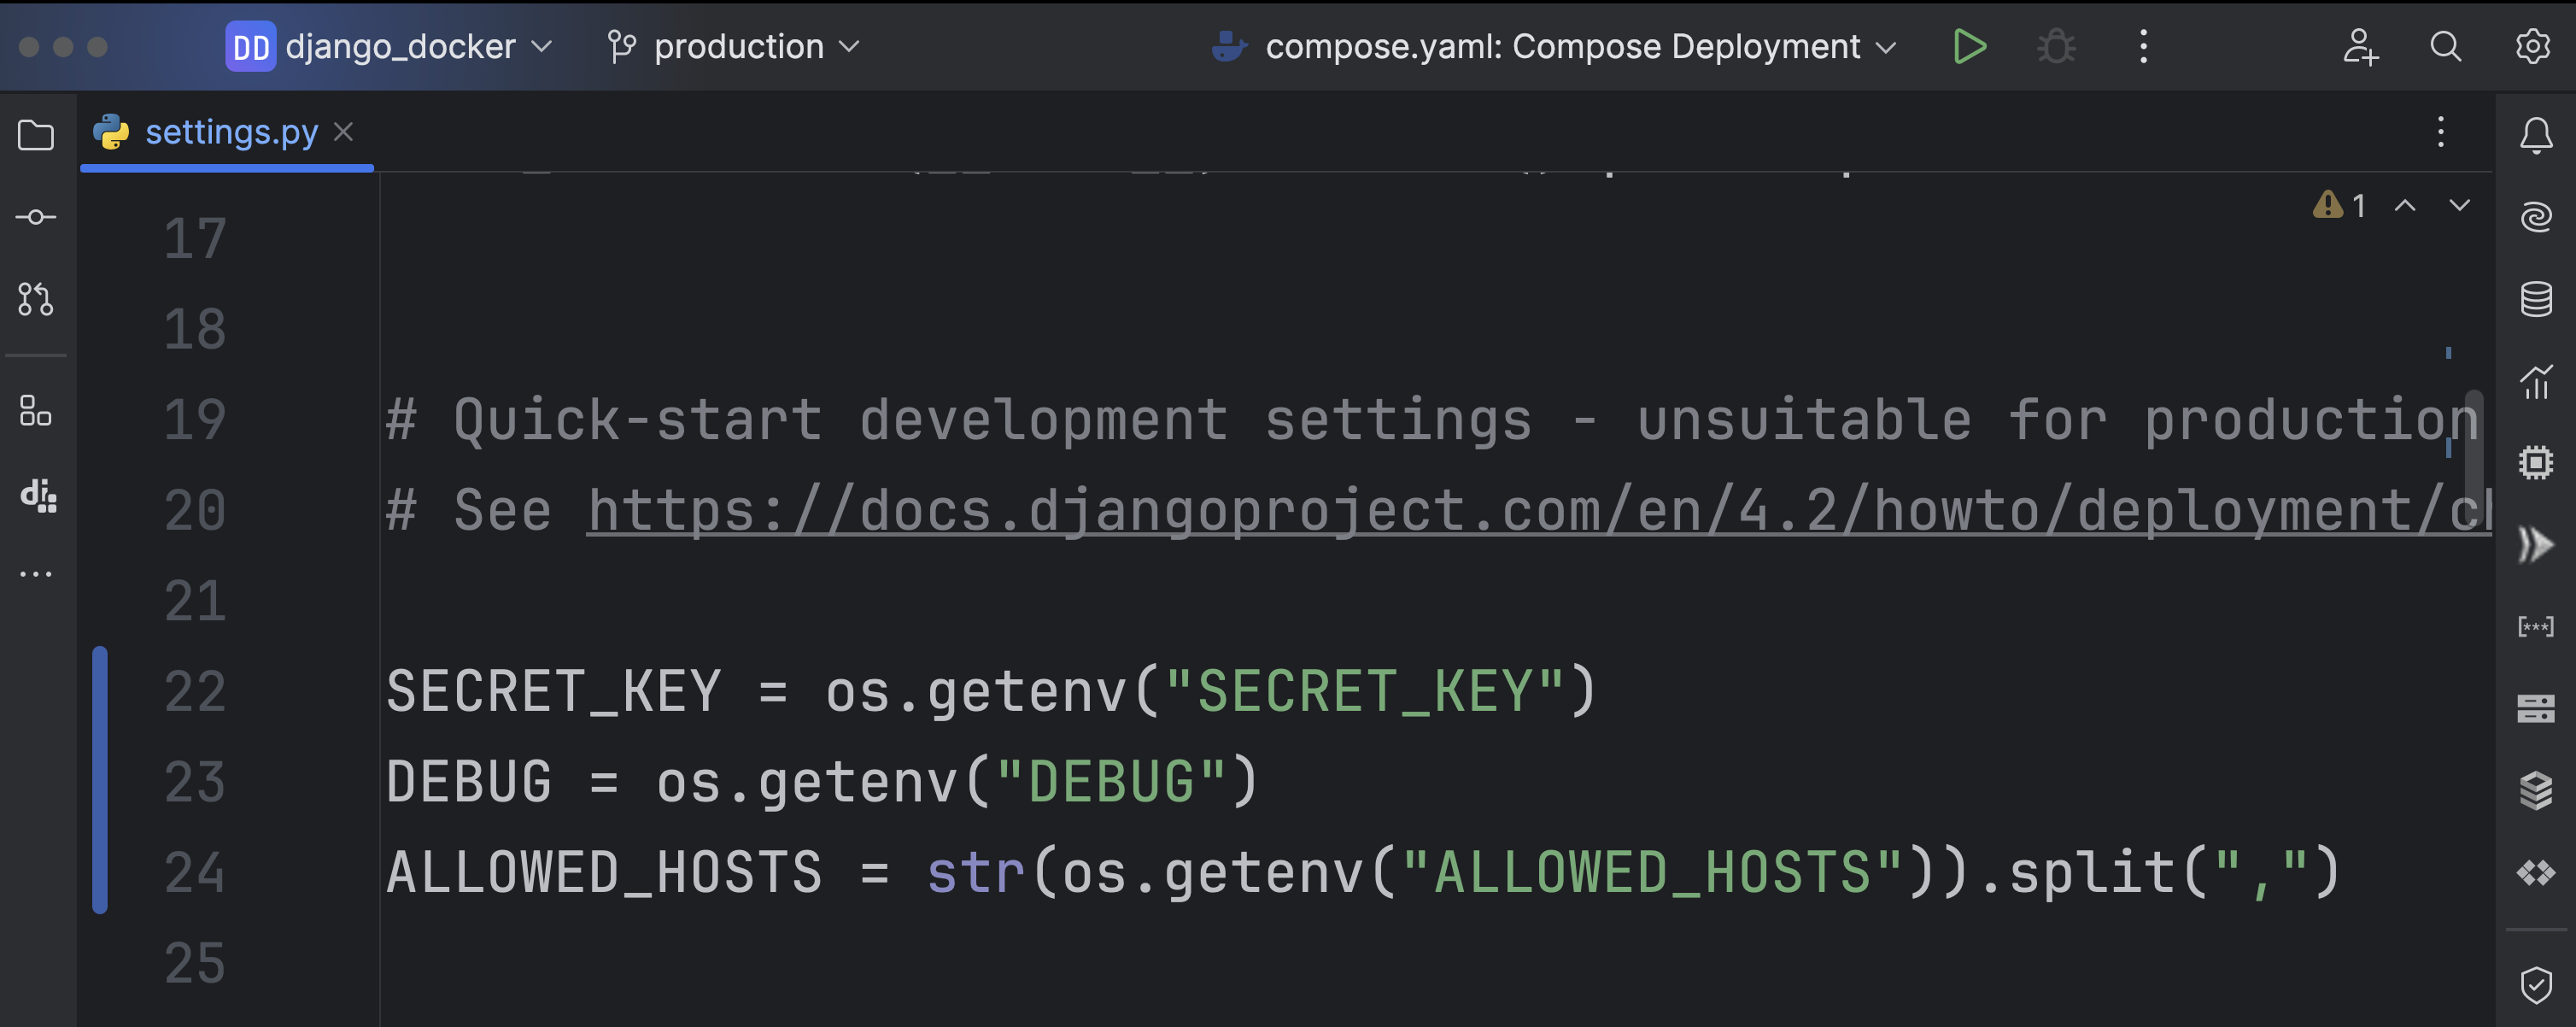 DD django_docker production compose.yaml: Compose Deployment
settings.py
1
17
18
19 # Quick-start development settings - unsuitable for production
20 # See https://docs.djangoproject.com/en/4.2/howto/deployment/
21
22 SECRET_KEY = os.getenv("SECRET_KEY")
23 DEBUG = os.getenv("DEBUG")
24 ALLOWED_HOSTS = str(os.getenv("ALLOWED_HOSTS")).split(",")
25